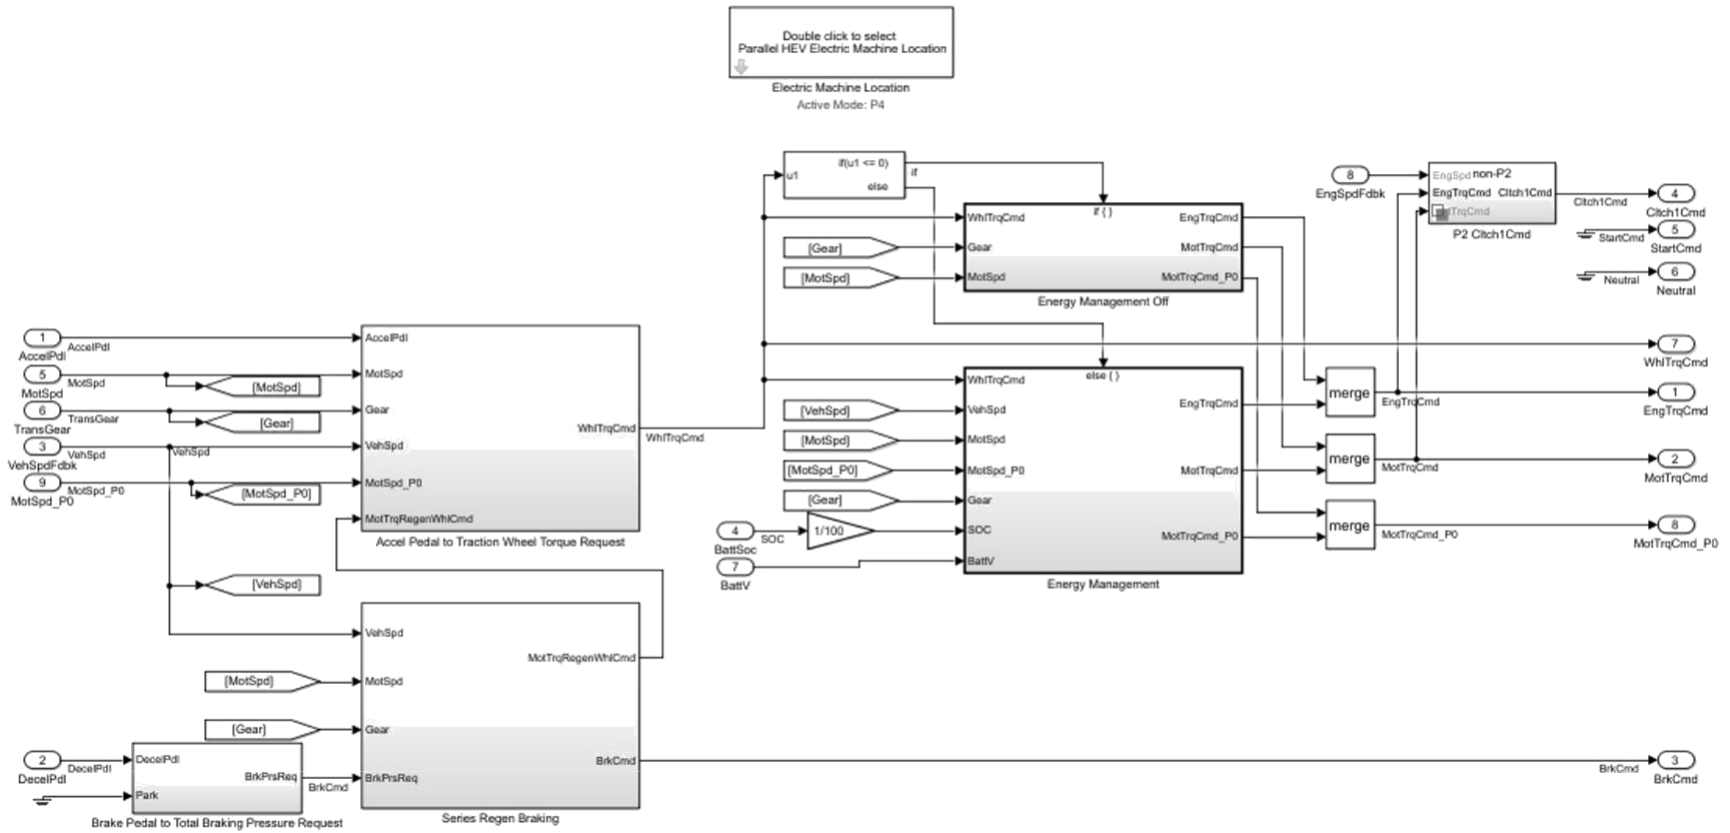 Double click to select
Parallel HEV Electric Machine Location
Electric Machine Location
Active Mode: P4
if(u1 <= 0)
u1
else
if
if { }
WhlTrqCmd
Gear
MotSpd
EngTrqCmd
MotTrqCmd
MotTrqCmd_P0
Energy Management Off
[Gear]
[MotSpd]
8
EngSpdFdbk
EngSpd
non-P2
EngTrqCmd
Cltch1Cmd
P2 Cltch1Cmd
Cltch1Cmd
4
Cltch1Cmd
StartCmd
5
StartCmd
Neutral
6
Neutral
1
AccelPdl
AccelPdl
5
MotSpd
MotSpd
[MotSpd]
6
TransGear
TransGear
[Gear]
3
VehSpdFdbk
VehSpd
VehSpd
9
MotSpd_P0
MotSpd_P0
[MotSpd_P0]
AccelPdl
MotSpd
Gear
VehSpd
MotSpd_P0
MotTrqRegenWhlCmd
WhlTrqCmd
WhlTrqCmd
Accel Pedal to Traction Wheel Torque Request
[VehSpd]
7
WhlTrqCmd
else { }
WhlTrqCmd
VehSpd
MotSpd
MotSpd_P0
Gear
SOC
BattV
EngTrqCmd
MotTrqCmd
MotTrqCmd_P0
Energy Management
[VehSpd]
[MotSpd]
[MotSpd_P0]
[Gear]
4
BattSoc
SOC
1/100
7
BattV
merge
EngTrqCmd
1
EngTrqCmd
merge
MotTrqCmd
2
MotTrqCmd
merge
MotTrqCmd_P0
8
MotTrqCmd_P0
VehSpd
MotSpd
Gear
BrkPrsReq
MotTrqRegenWhlCmd
BrkCmd
Series Regen Braking
[MotSpd]
[Gear]
2
DecelPdl
DecelPdl
DecelPdl
Park
BrkPrsReq
BrkCmd
Brake Pedal to Total Braking Pressure Request
BrkCmd
3
BrkCmd